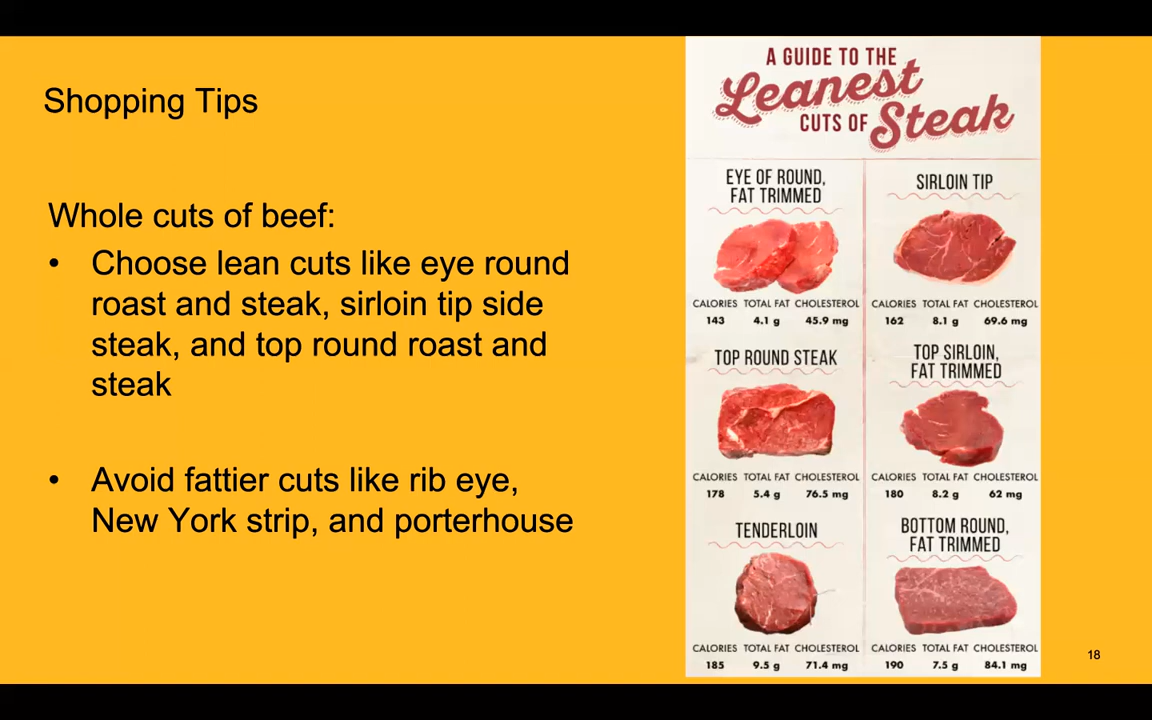 Shopping Tips
Whole cuts of beef:
• Choose lean cuts like eye round
roast and steak, sirloin tip side
steak, and top round roast and
steak
• Avoid fattier cuts like rib eye,
New York strip, and porterhouse
A GUIDE TO THE
Leanest
CUTS OF Steak
EYE OF ROUND,
FAT TRIMMED
CALORIES TOTAL FAT CHOLESTEROL
143 4.1 g 45.9 mg
SIRLOIN TIP
CALORIES TOTAL FAT CHOLESTEROL
162 8.1 g 69.6 mg
TOP ROUND STEAK
CALORIES TOTAL FAT CHOLESTEROL
178 5.4 g 76.5 mg
TOP SIRLOIN,
FAT TRIMMED
CALORIES TOTAL FAT CHOLESTEROL
180 8.2 g 62 mg
TENDERLOIN
CALORIES TOTAL FAT CHOLESTEROL
185 9.5 g 71.4 mg
BOTTOM ROUND,
FAT TRIMMED
CALORIES TOTAL FAT CHOLESTEROL
190 7.5 g 84.1 mg
18